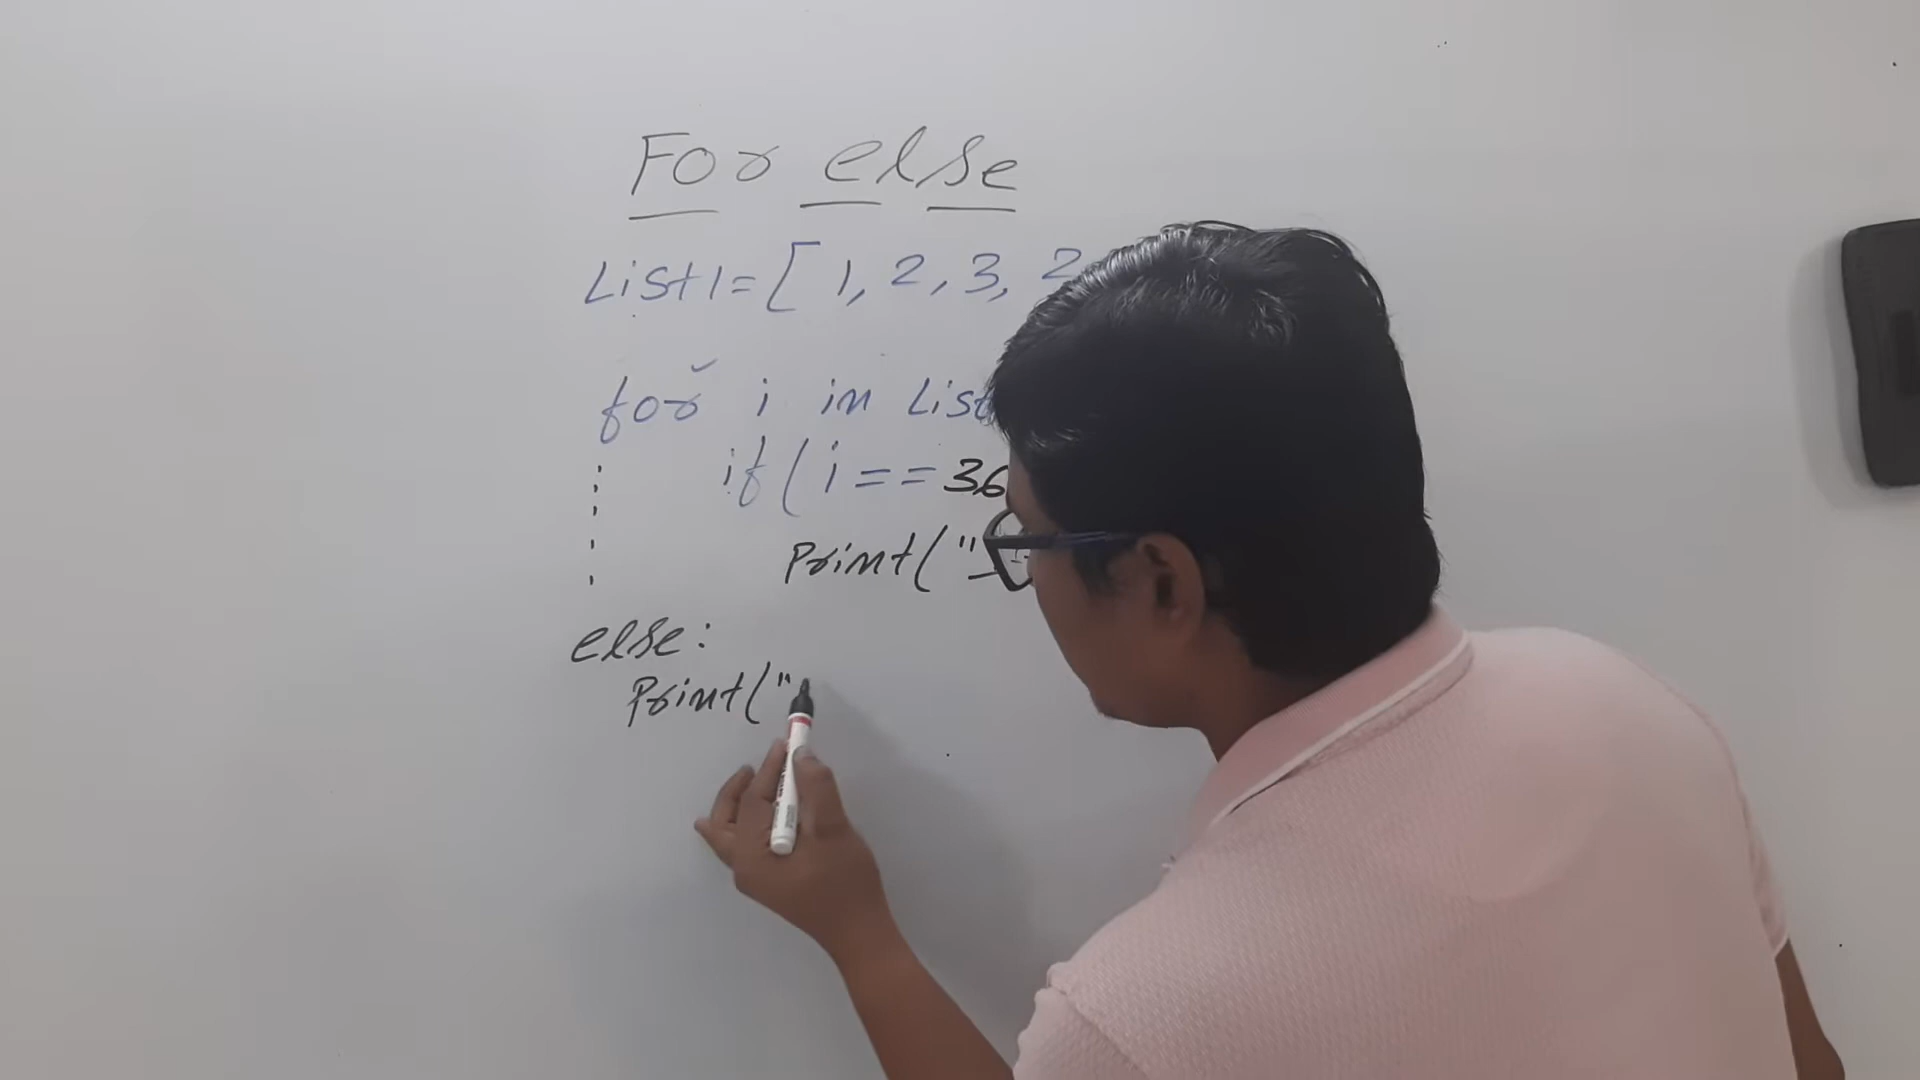 For else
List1=[ 1, 2, 3, 2
for i in List
if( i == 36
Print("
else:
Print("